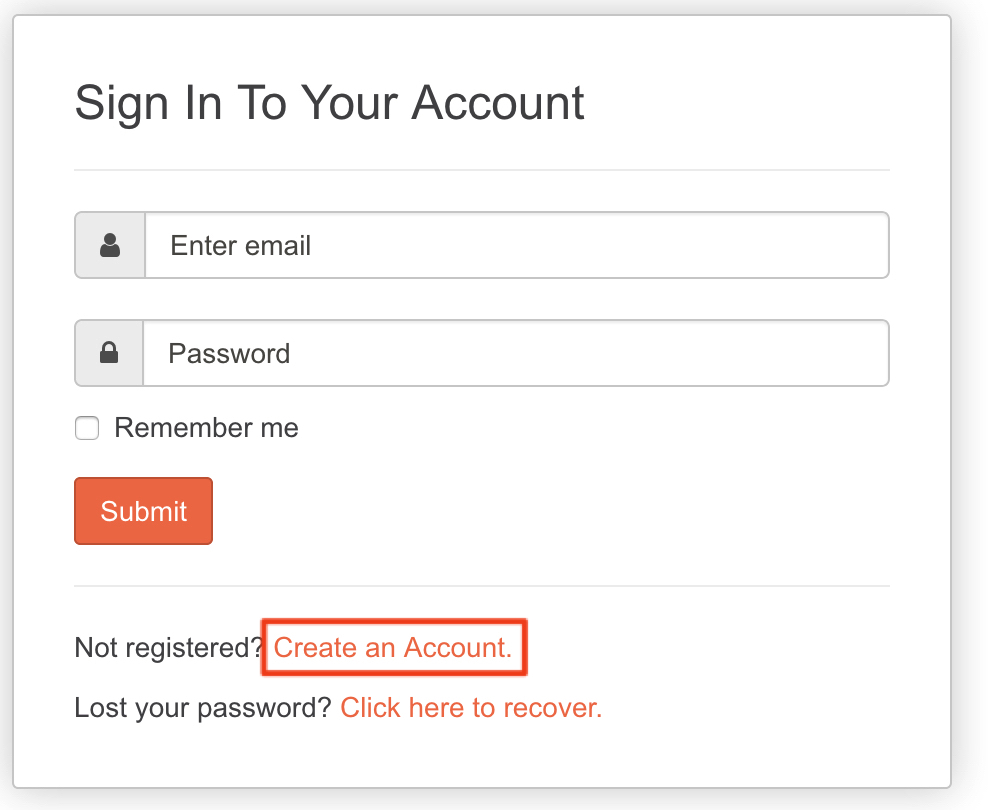 Sign In To Your Account
Enter email
Password
Remember me
Submit
Not registered? Create an Account.
Lost your password? Click here to recover.